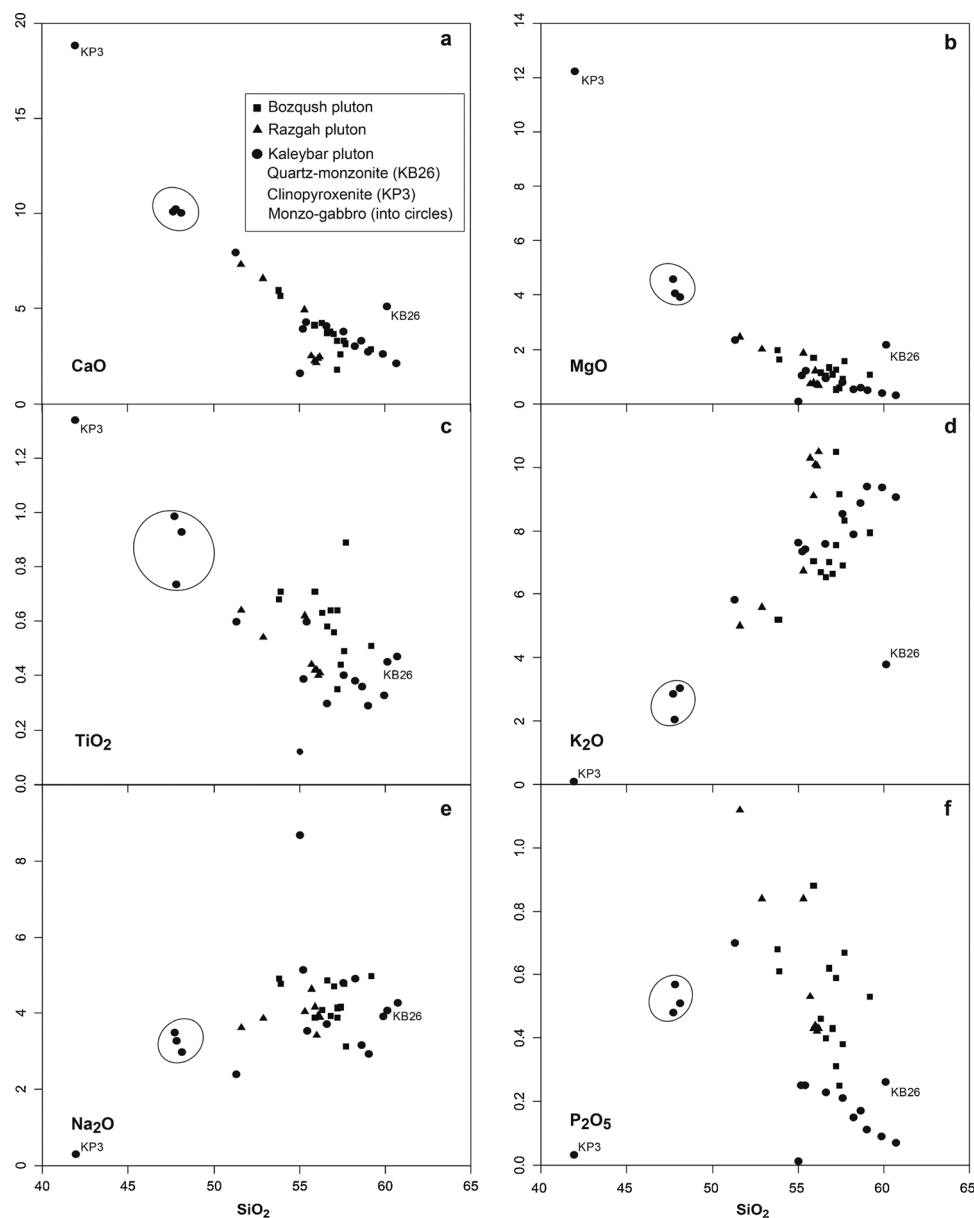 20
15
10
5
0
a
KP3
Bozqush pluton
Razgah pluton
Kaleybar pluton
Quartz-monzonite (KB26)
Clinopyroxenite (KP3)
Monzo-gabbro (into circles)
KB26
CaO
14
12
10
8
6
4
2
0
b
KP3
KB26
MgO
1.2
1.0
0.8
0.6
0.4
0.2
0.0
c
KP3
KB26
TiO2
10
8
6
4
2
0
d
KB26
K2O
KP3
8
6
4
2
0
e
KB26
Na2O
KP3
40 45 50 55 60 65
SiO2
1.0
0.8
0.6
0.4
0.2
0.0
f
KB26
P2O5
KP3
40 45 50 55 60 65
SiO2